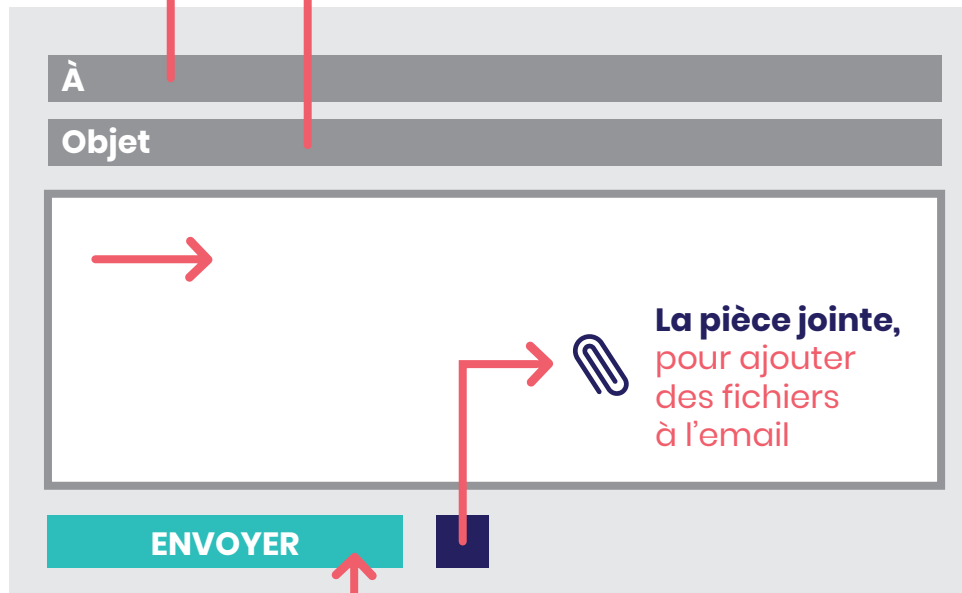 À
Objet
La pièce jointe,
pour ajouter
des fichiers
à l’email
ENVOYER